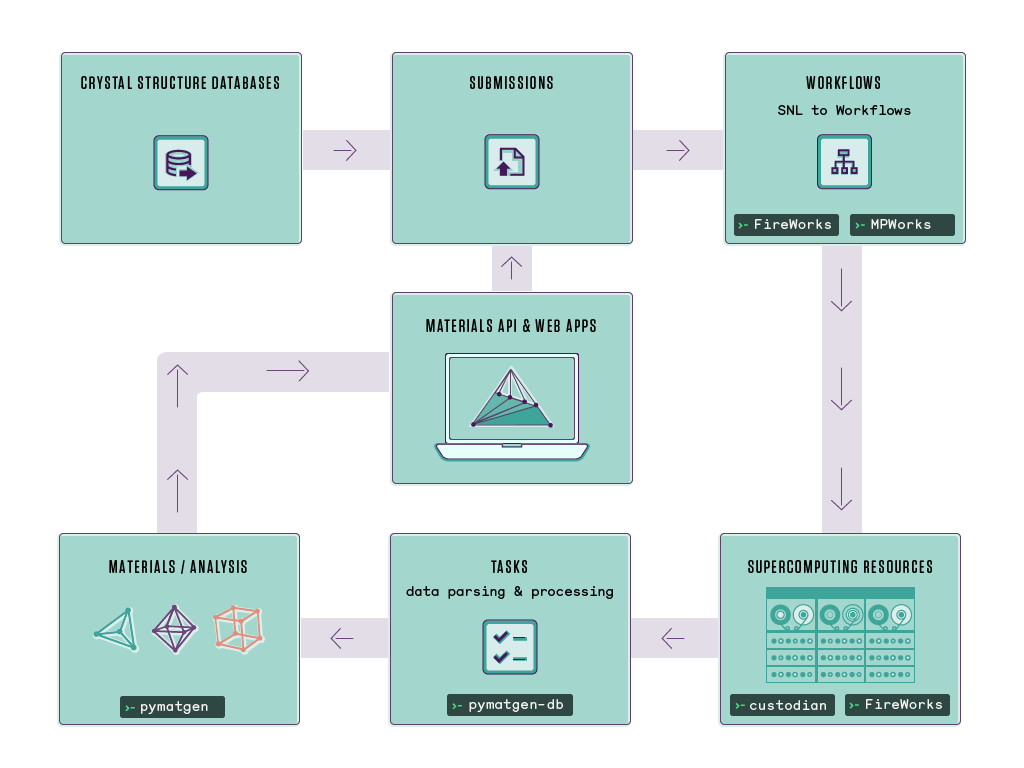 CRYSTAL STRUCTURE DATABASES
SUBMISSIONS
WORKFLOWS
SNL to Workflows
›- FireWorks
›- MPWorks
MATERIALS API & WEB APPS
MATERIALS / ANALYSIS
›- pymatgen
TASKS
data parsing & processing
›- pymatgen-db
SUPERCOMPUTING RESOURCES
›- custodian
›- FireWorks